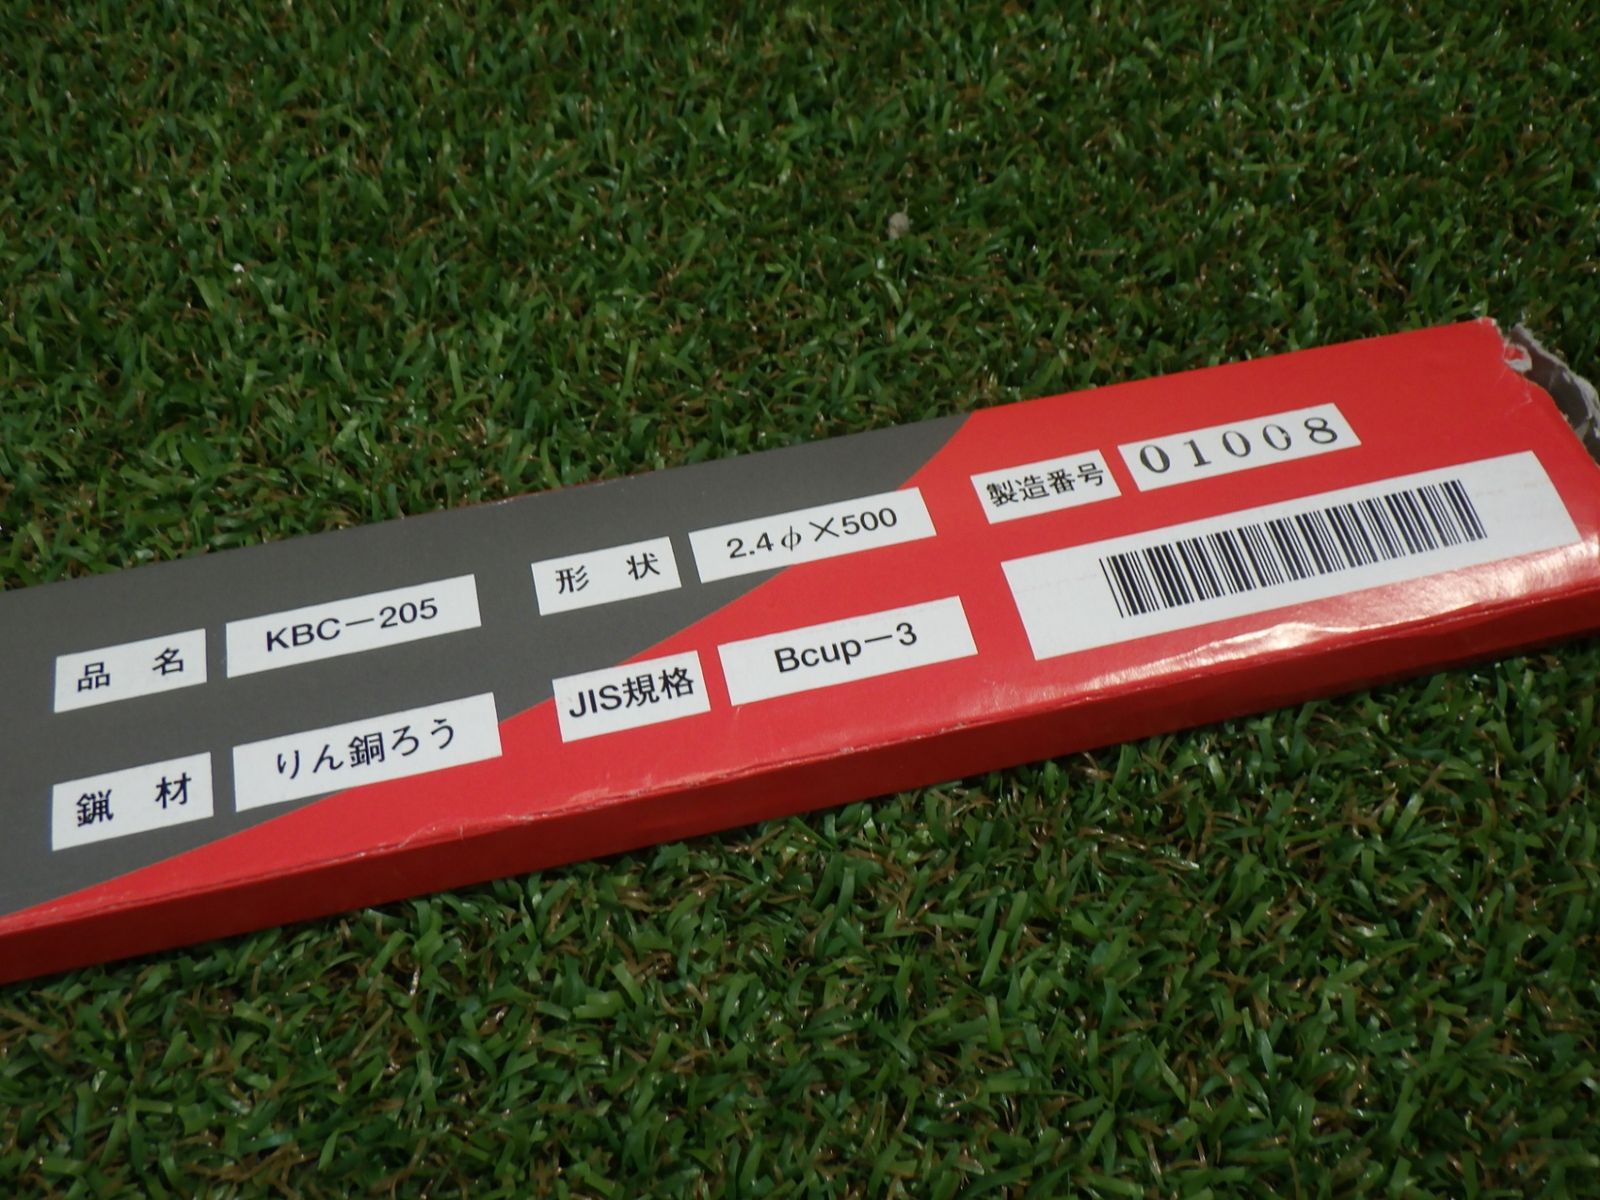 品 名 KBC－205
形 状 2.4φ×500
製造番号 01008
鑞 材 りん銅ろう
JIS規格 Bcup－3